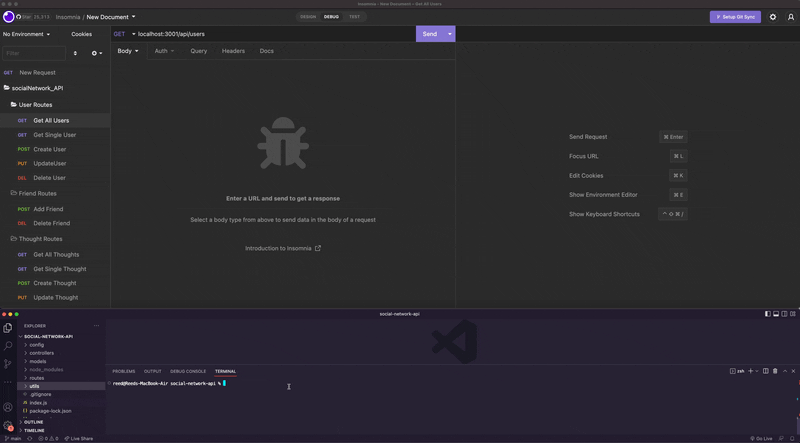 Insomnia – New Document – Get All Users
Star 26,313
Insomnia / New Document
DESIGN DEBUG TEST
Setup Git Sync
No Environment Cookies
GET localhost:3001/api/users Send
Filter
Body Auth Query Headers Docs
GET New Request
socialNetwork_API
User Routes
GET Get All Users
GET Get Single User
POST Create User
PUT UpdateUser
DEL Delete User
Friend Routes
POST Add Friend
DEL Delete Friend
Thought Routes
GET Get All Thoughts
GET Get Single Thought
POST Create Thought
PUT Update Thought
Enter a URL and send to get a response
Select a body type from above to send data in the body of a request
Introduction to Insomnia
Send Request ⌘ Enter
Focus URL ⌘ L
Edit Cookies ⌘ K
Show Environment Editor ⌘ E
Show Keyboard Shortcuts ⌃ ⇧ ⌘ /
social-network-api
EXPLORER
SOCIAL-NETWORK-API
config
controllers
models
node_modules
routes
utils
.gitignore
index.js
package-lock.json
OUTLINE
TIMELINE
PROBLEMS OUTPUT DEBUG CONSOLE TERMINAL
zsh
reed@Reeds-MacBook-Air social-network-api %
main 0 0 Live Share
Go Live